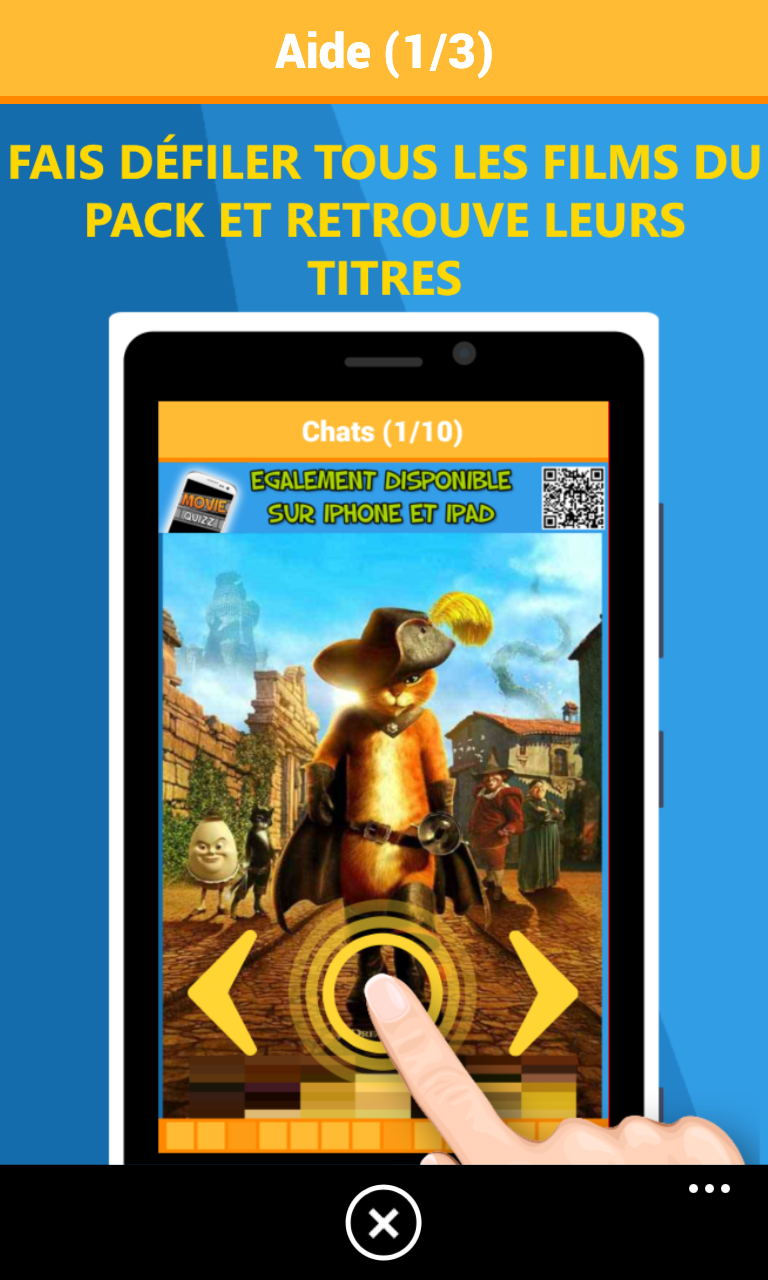 Aide (1/3)
FAIS DÉFILER TOUS LES FILMS DU
PACK ET RETROUVE LEURS
TITRES
Chats (1/10)
MOVIE
QUIZZ
EGALEMENT DISPONIBLE
SUR IPHONE ET IPAD